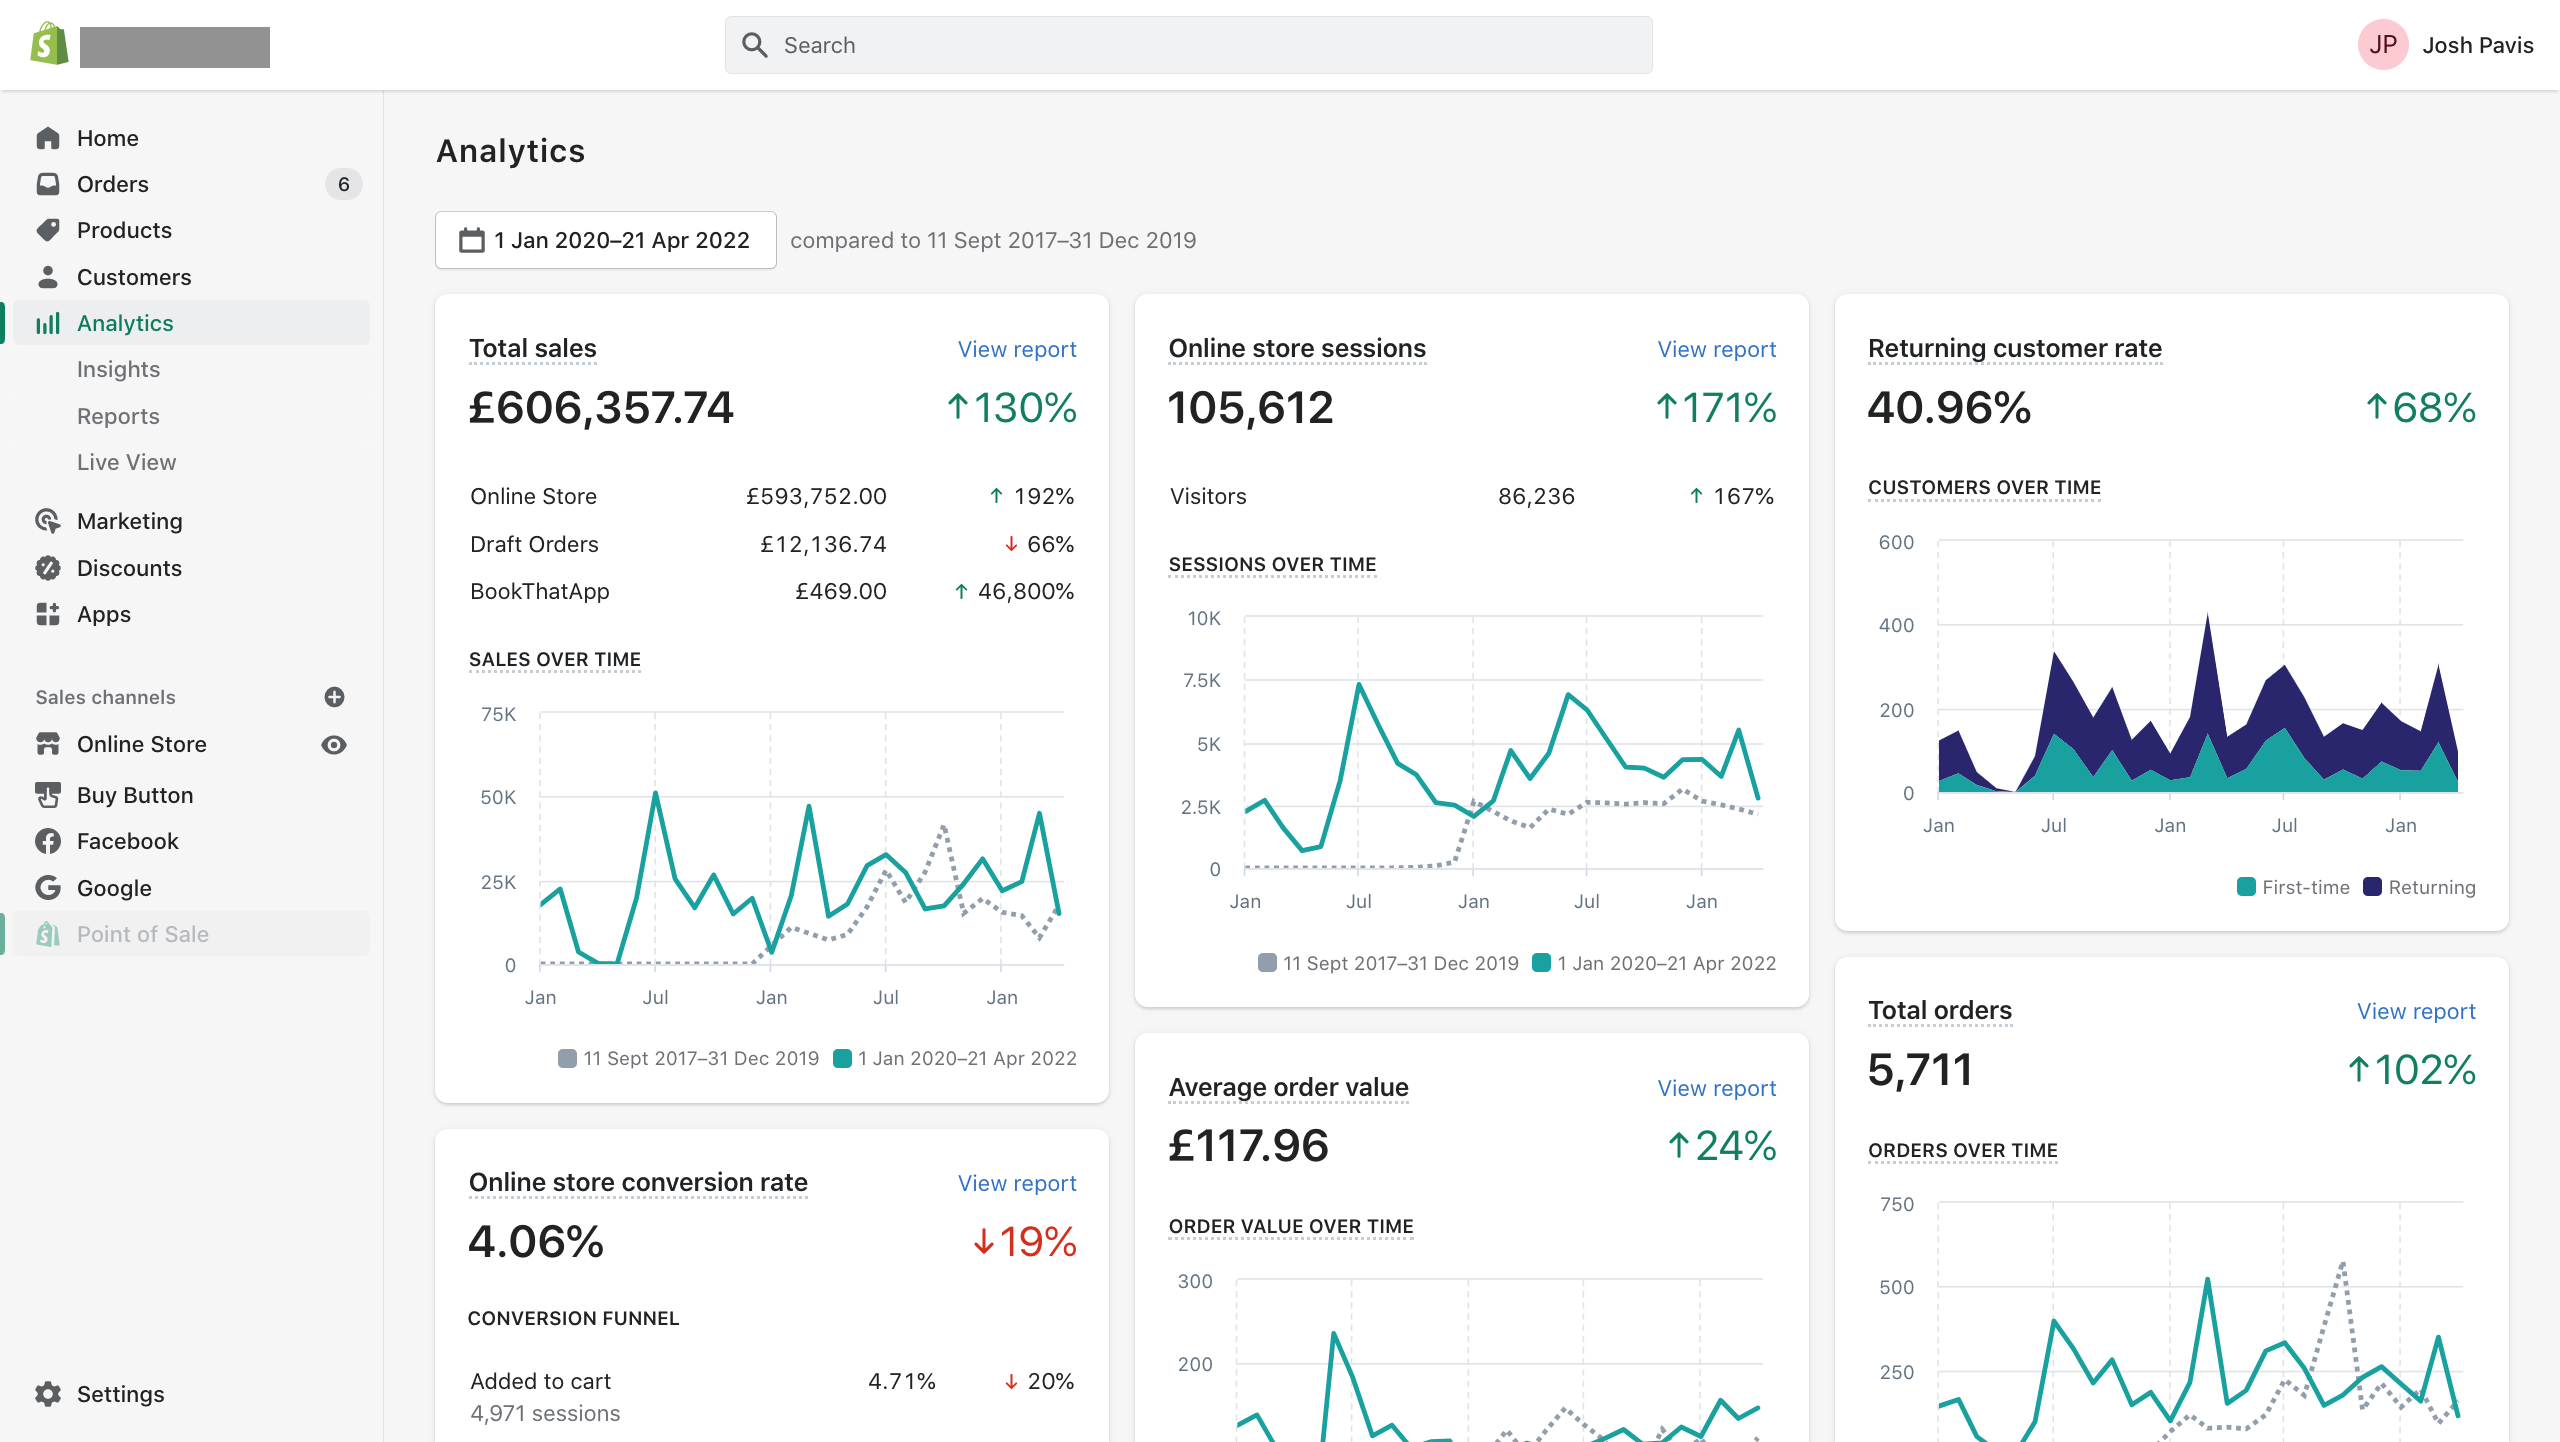 Search
JP Josh Pavis
Home
Orders 6
Products
Customers
Analytics
Insights
Reports
Live View
Marketing
Discounts
Apps
Sales channels
Online Store
Buy Button
Facebook
Google
Point of Sale
Settings
Analytics
1 Jan 2020–21 Apr 2022 compared to 11 Sept 2017–31 Dec 2019
Total sales View report
£606,357.74 ↑130%
Online Store £593,752.00 ↑ 192%
Draft Orders £12,136.74 ↓ 66%
BookThatApp £469.00 ↑ 46,800%
SALES OVER TIME
75K
50K
25K
0
Jan Jul Jan Jul Jan
11 Sept 2017–31 Dec 2019 1 Jan 2020–21 Apr 2022
Online store conversion rate View report
4.06% ↓19%
CONVERSION FUNNEL
Added to cart 4.71% ↓ 20%
4,971 sessions
Online store sessions View report
105,612 ↑171%
Visitors 86,236 ↑ 167%
SESSIONS OVER TIME
10K
7.5K
5K
2.5K
0
Jan Jul Jan Jul Jan
11 Sept 2017–31 Dec 2019 1 Jan 2020–21 Apr 2022
Average order value View report
£117.96 ↑24%
ORDER VALUE OVER TIME
300
200
Returning customer rate
40.96% ↑68%
CUSTOMERS OVER TIME
600
400
200
0
Jan Jul Jan Jul Jan
First-time Returning
Total orders View report
5,711 ↑102%
ORDERS OVER TIME
750
500
250